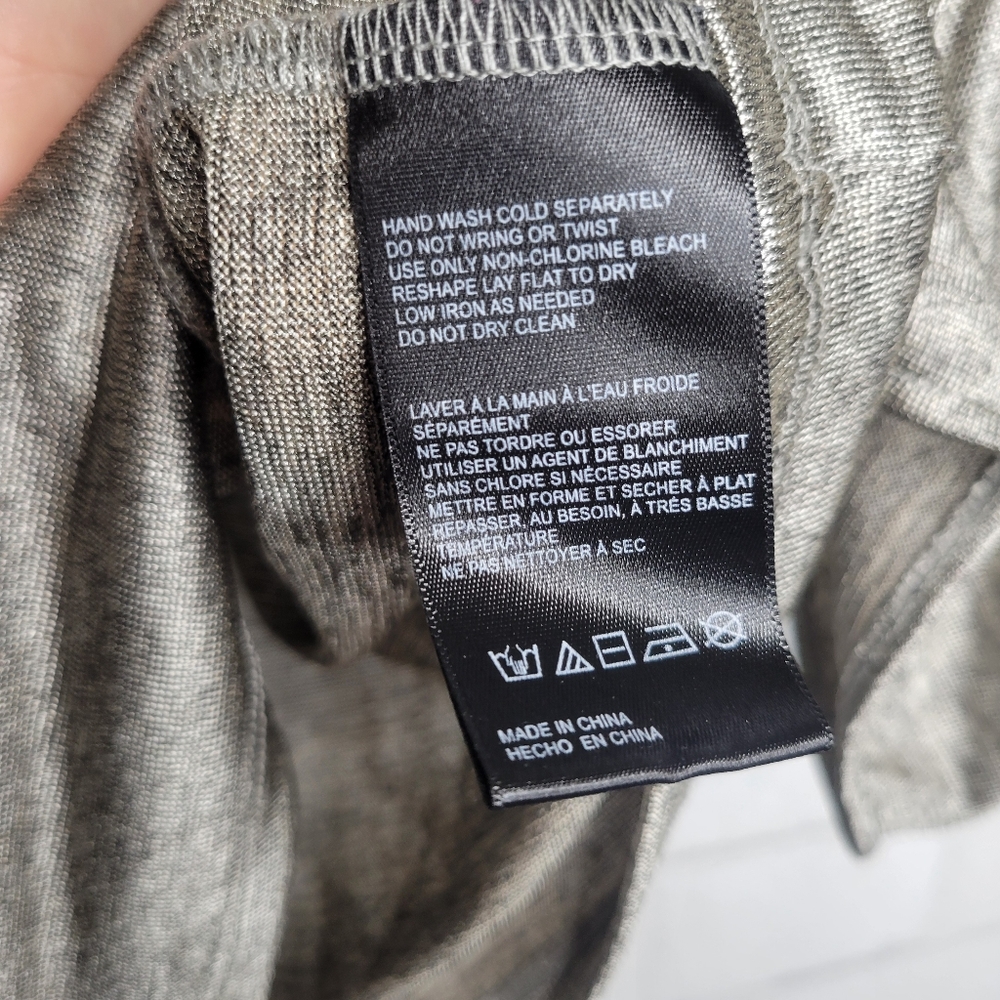 HAND WASH COLD SEPARATELY
DO NOT WRING OR TWIST
USE ONLY NON-CHLORINE BLEACH
RESHAPE LAY FLAT TO DRY
LOW IRON AS NEEDED
DO NOT DRY CLEAN
LAVER À LA MAIN À L'EAU FROIDE
SÉPARÉMENT
NE PAS TORDRE OU ESSORER
UTILISER UN AGENT DE BLANCHIMENT
SANS CHLORE SI NÉCESSAIRE
METTRE EN FORME ET SÉCHER À PLAT
REPASSER, AU BESOIN, À TRÈS BASSE
TEMPÉRATURE
NE PAS NETTOYER À SEC
MADE IN CHINA
HECHO EN CHINA